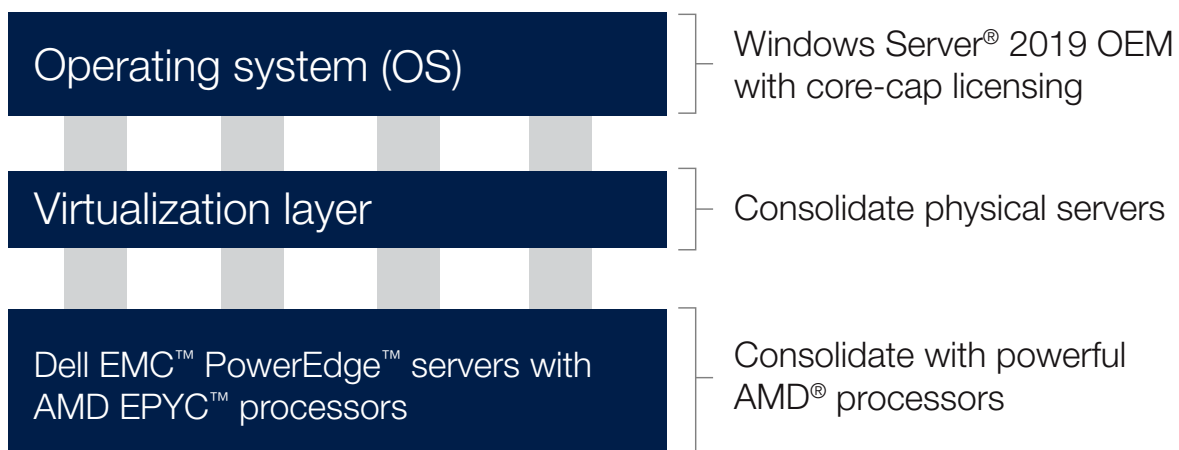 Operating system (OS)
Windows Server® 2019 OEM
with core-cap licensing
Virtualization layer
Consolidate physical servers
Dell EMC™ PowerEdge™ servers with
AMD EPYC™ processors
Consolidate with powerful
AMD® processors